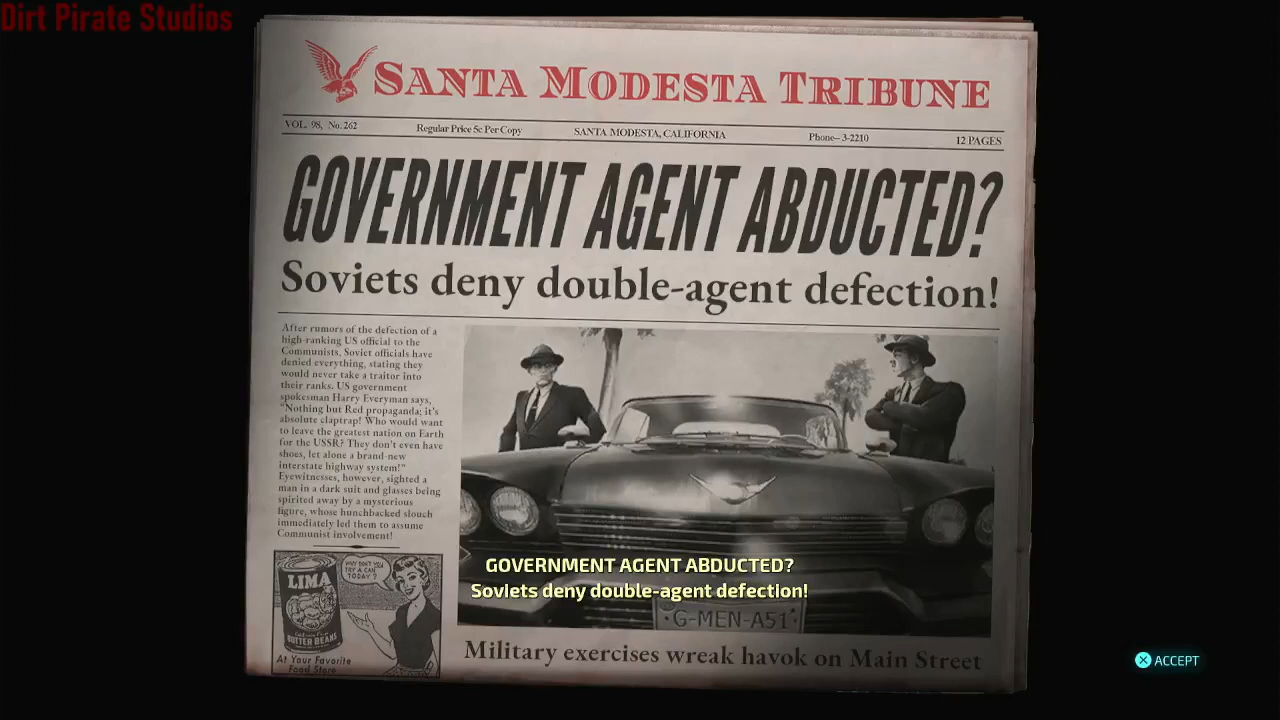 Dirt Pirate Studios
SANTA MODESTA TRIBUNE
VOL. 98, No. 262 Regular Price 5c Per Copy SANTA MODESTA, CALIFORNIA Phone– 3-2210 12 PAGES
GOVERNMENT AGENT ABDUCTED?
Soviets deny double-agent defection!
After rumors of the defection of a
high-ranking US official to the
Communists, Soviet officials have
denied everything, stating they
would never take a traitor into
their ranks. US government
spokesman Harry Everyman says,
"Nothing but Red propaganda; it's
absolute claptrap! Who would want
to leave the greatest nation on Earth
for the USSR? They don't even have
shoes, let alone a brand-new
interstate highway system!"
Eyewitnesses, however, sighted a
man in a dark suit and glasses being
spirited away by a mysterious
figure, whose hunchbacked slouch
immediately led them to assume
Communist involvement!
WHY DON'T YOU
TRY A CAN
TODAY?
LIMA
BUTTER BEANS
At Your Favorite
Food Store
GOVERNMENT AGENT ABDUCTED?
Soviets deny double-agent defection!
G-MEN-A51
Military exercises wreak havok on Main Street
ACCEPT